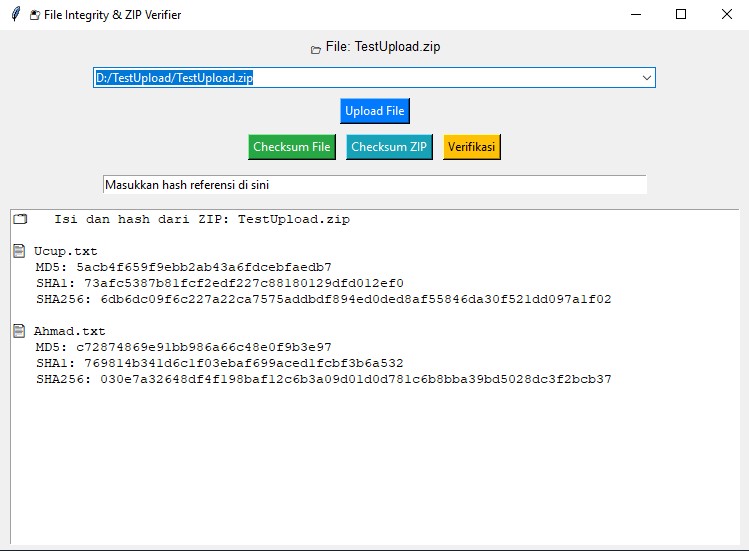 File Integrity & ZIP Verifier
File: TestUpload.zip
D:/TestUpload/TestUpload.zip
Upload File
Checksum File Checksum ZIP Verifikasi
Masukkan hash referensi di sini
Isi dan hash dari ZIP: TestUpload.zip
Ucup.txt
MD5: 5acb4f659f9ebb2ab43a6fdcebfaedb7
SHA1: 73afc5387b81fcf2edf227c88180129dfd012ef0
SHA256: 6db6dc09f6c227a22ca7575addbdf894ed0ded8af55846da30f521dd097a1f02
Ahmad.txt
MD5: c72874869e91bb986a66c48e0f9b3e97
SHA1: 769814b341d6c1f03ebaf699aced1fcbf3b6a532
SHA256: 030e7a32648df4f198baf12c6b3a09d01d0d781c6b8bba39bd5028dc3f2bcb37